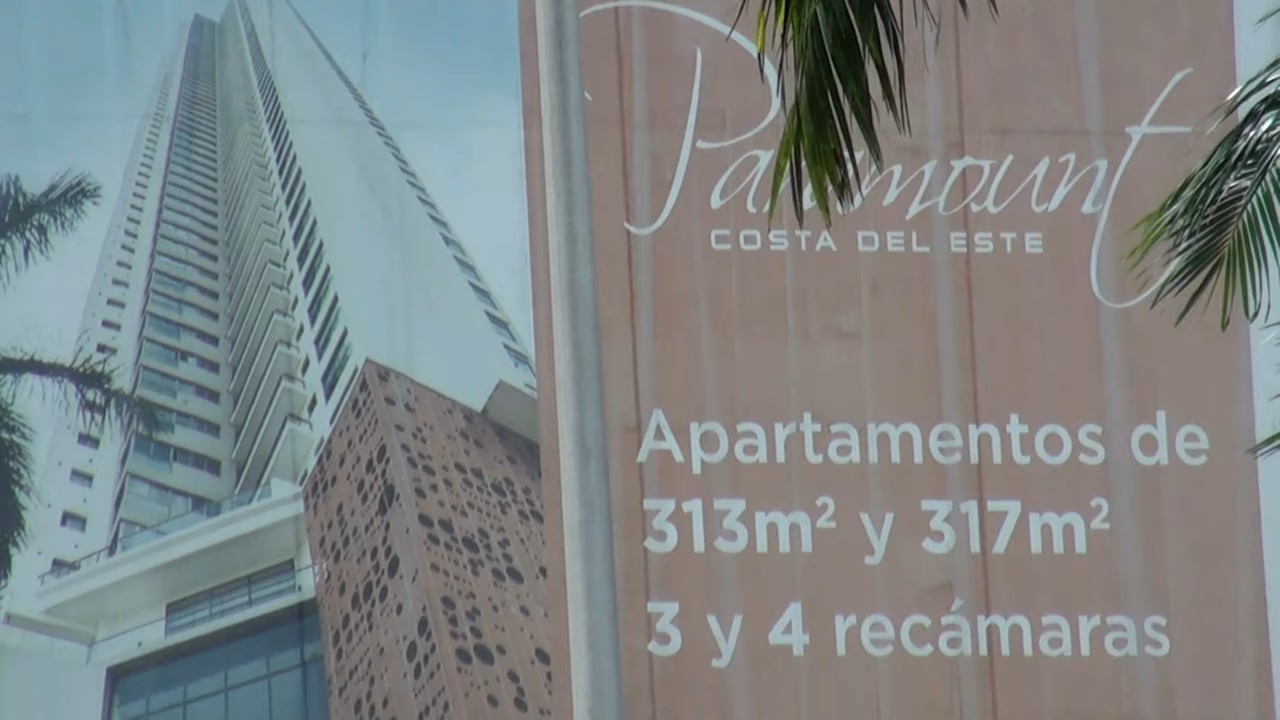 Paramount
COSTA DEL ESTE
Apartamentos de
313m² y 317m²
3 y 4 recámaras